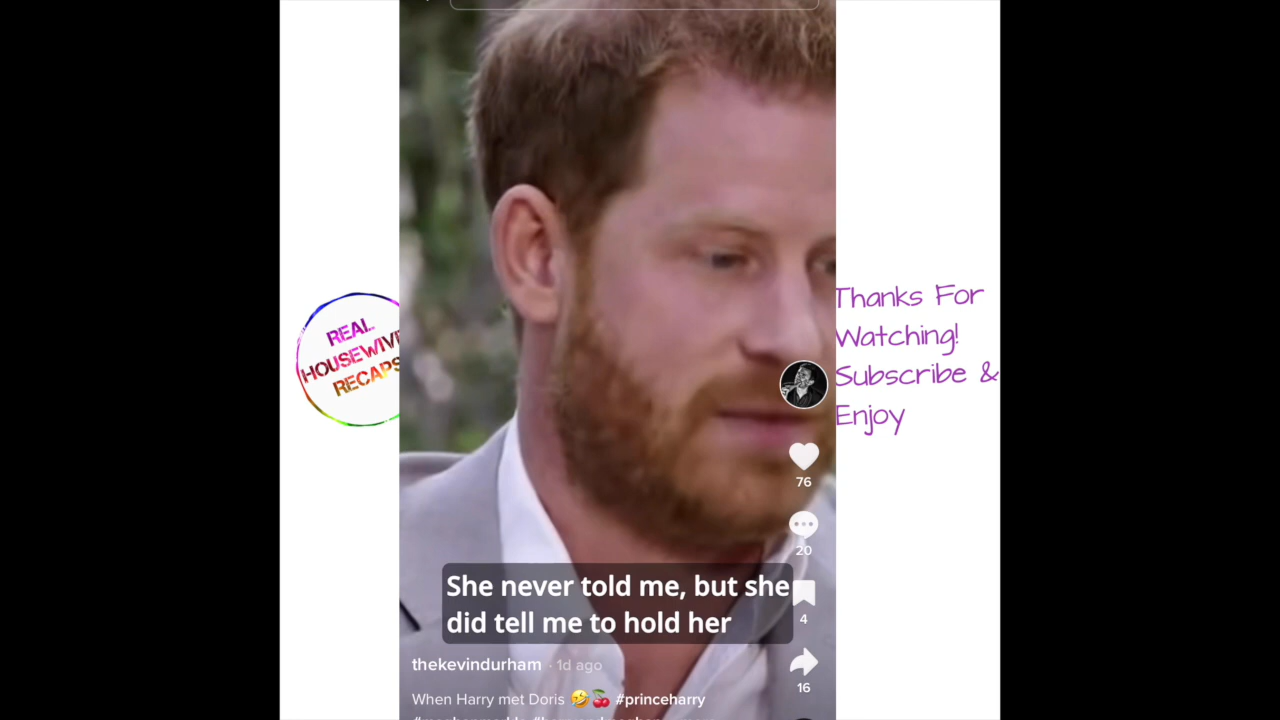 REAL
HOUSEWIV
RECAPS
Thanks For
Watching!
Subscribe &
Enjoy
76
20
She never told me, but she
did tell me to hold her
4
thekevindurham · 1d ago
16
When Harry met Doris 🤣🍒 #princeharry